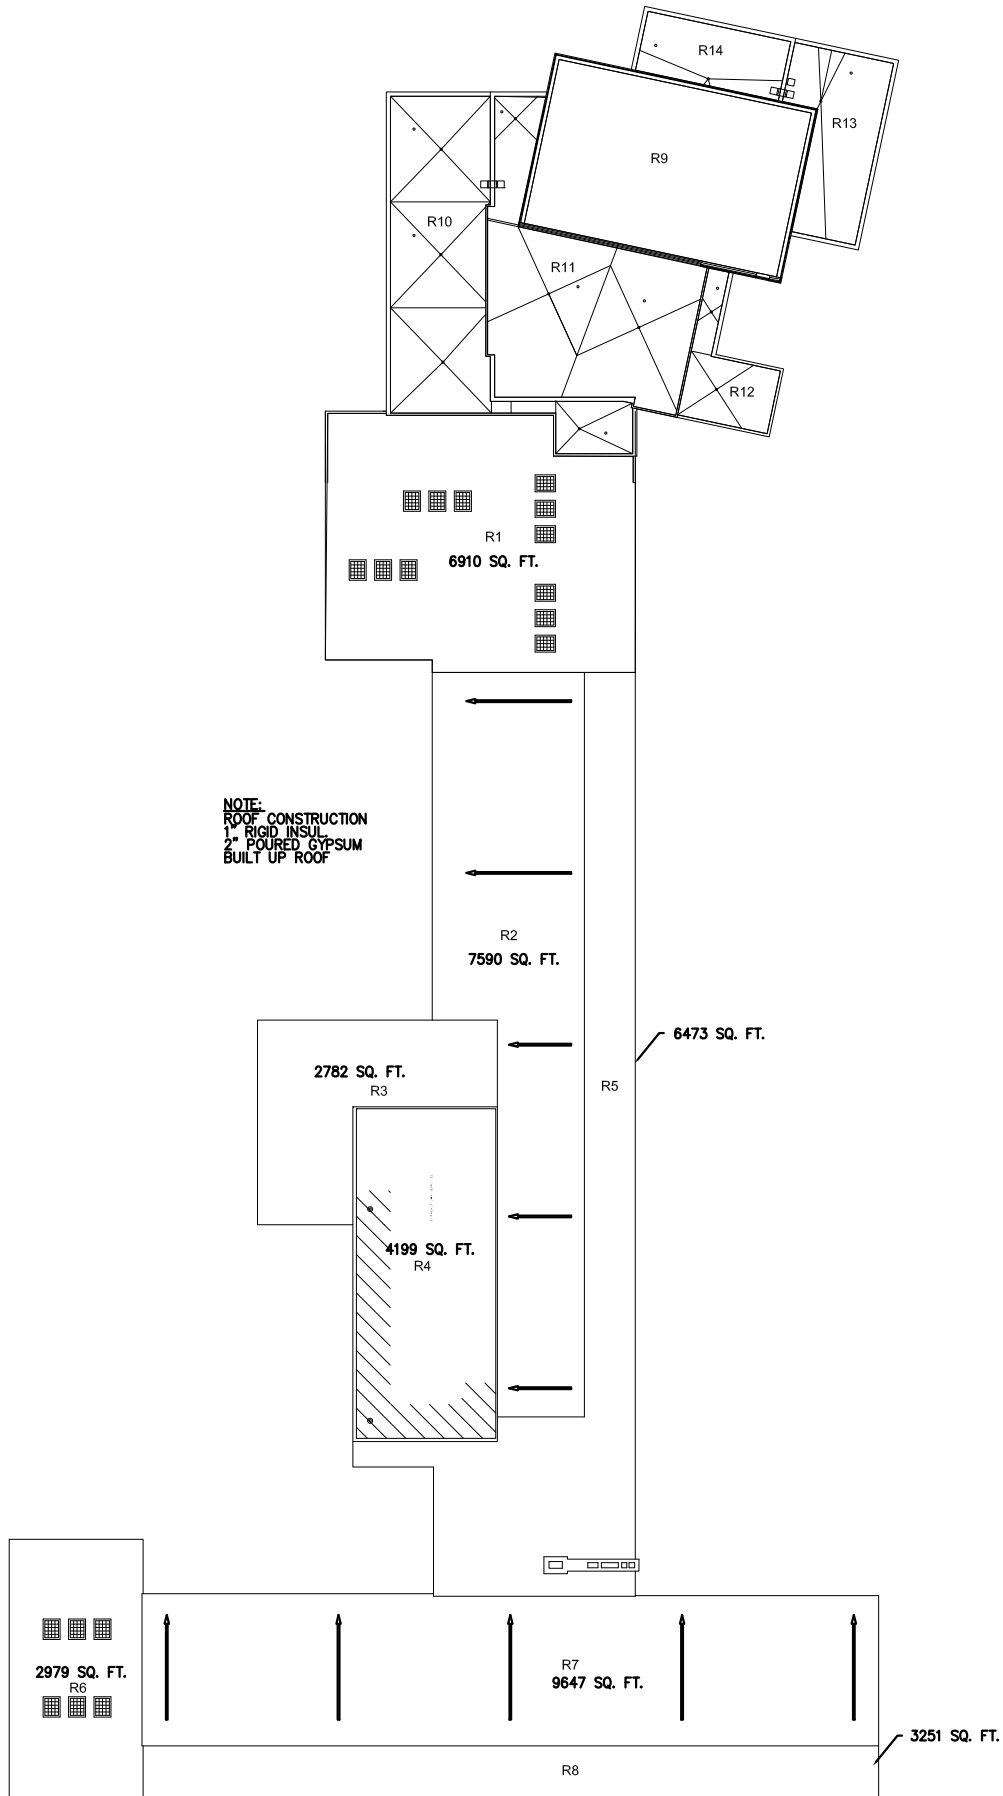 R14
R13
R9
R10
R11
R12
R1
6910 SQ. FT.
NOTE:
ROOF CONSTRUCTION
1" RIGID INSUL.
2" POURED GYPSUM
BUILT UP ROOF
R2
7590 SQ. FT.
6473 SQ. FT.
2782 SQ. FT.
R3
R5
4199 SQ. FT.
R4
R7
9647 SQ. FT.
2979 SQ. FT.
R6
3251 SQ. FT.
R8